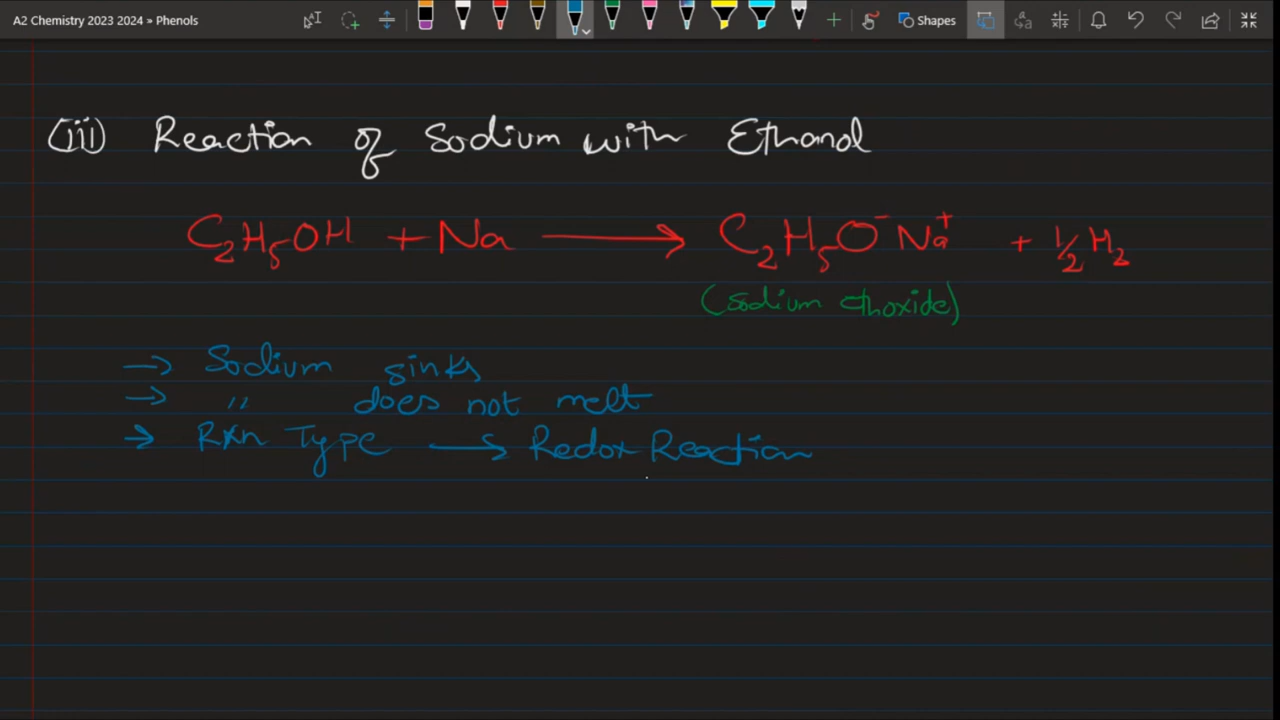 A2 Chemistry 2023 2024 » Phenols
Shapes
(iii) Reaction of Sodium with Ethanol
C₂H₅OH + Na → C₂H₅O⁻Na⁺ + ½H₂
(sodium ethoxide)
→ Sodium sinks
→ " does not melt
→ Rxn Type → Redox Reaction